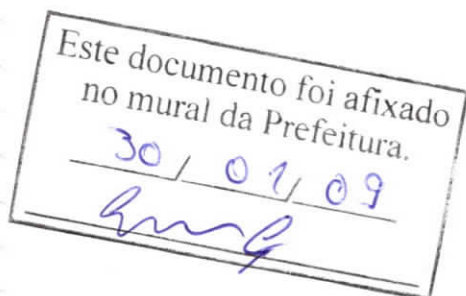 Este documento foi afixado
no mural da Prefeitura.
30 / 01 / 09